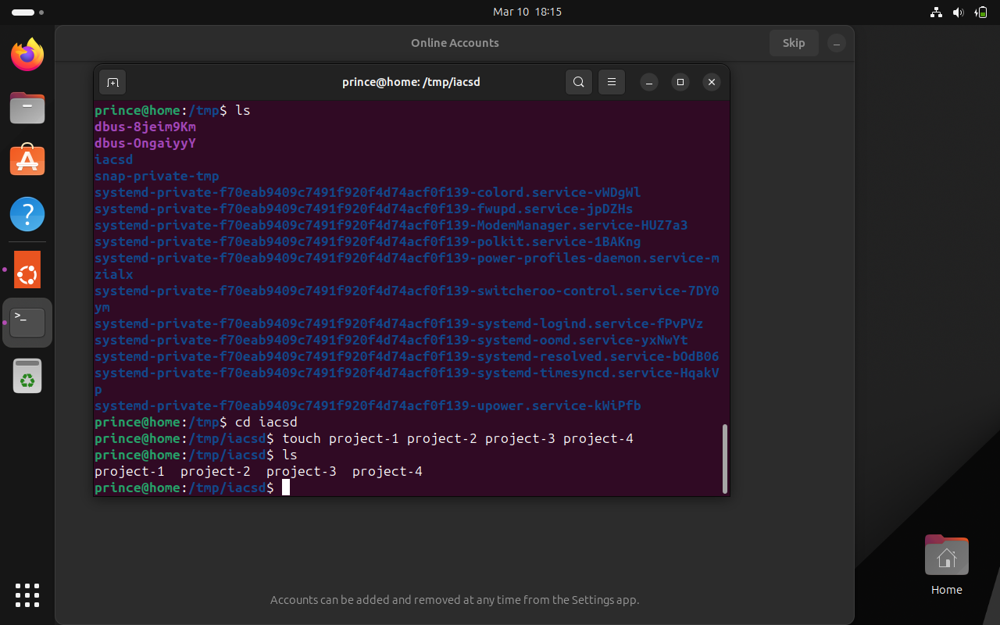 Mar 10 18:15
Online Accounts
Skip
prince@home: /tmp/iacsd
prince@home:/tmp$ ls
dbus-8jeim9Km
dbus-OngaiyyY
iacsd
snap-private-tmp
systemd-private-f70eab9409c7491f920f4d74acf0f139-colord.service-vWDgWl
systemd-private-f70eab9409c7491f920f4d74acf0f139-fwupd.service-jpDZHs
systemd-private-f70eab9409c7491f920f4d74acf0f139-ModemManager.service-HUZ7a3
systemd-private-f70eab9409c7491f920f4d74acf0f139-polkit.service-1BAKng
systemd-private-f70eab9409c7491f920f4d74acf0f139-power-profiles-daemon.service-m
zialx
systemd-private-f70eab9409c7491f920f4d74acf0f139-switcheroo-control.service-7DY0
ym
systemd-private-f70eab9409c7491f920f4d74acf0f139-systemd-logind.service-fPvPVz
systemd-private-f70eab9409c7491f920f4d74acf0f139-systemd-oomd.service-yxNwYt
systemd-private-f70eab9409c7491f920f4d74acf0f139-systemd-resolved.service-bOdB06
systemd-private-f70eab9409c7491f920f4d74acf0f139-systemd-timesyncd.service-HqakV
p
systemd-private-f70eab9409c7491f920f4d74acf0f139-upower.service-kWiPfb
prince@home:/tmp$ cd iacsd
prince@home:/tmp/iacsd$ touch project-1 project-2 project-3 project-4
prince@home:/tmp/iacsd$ ls
project-1  project-2  project-3  project-4
prince@home:/tmp/iacsd$
Home
Accounts can be added and removed at any time from the Settings app.